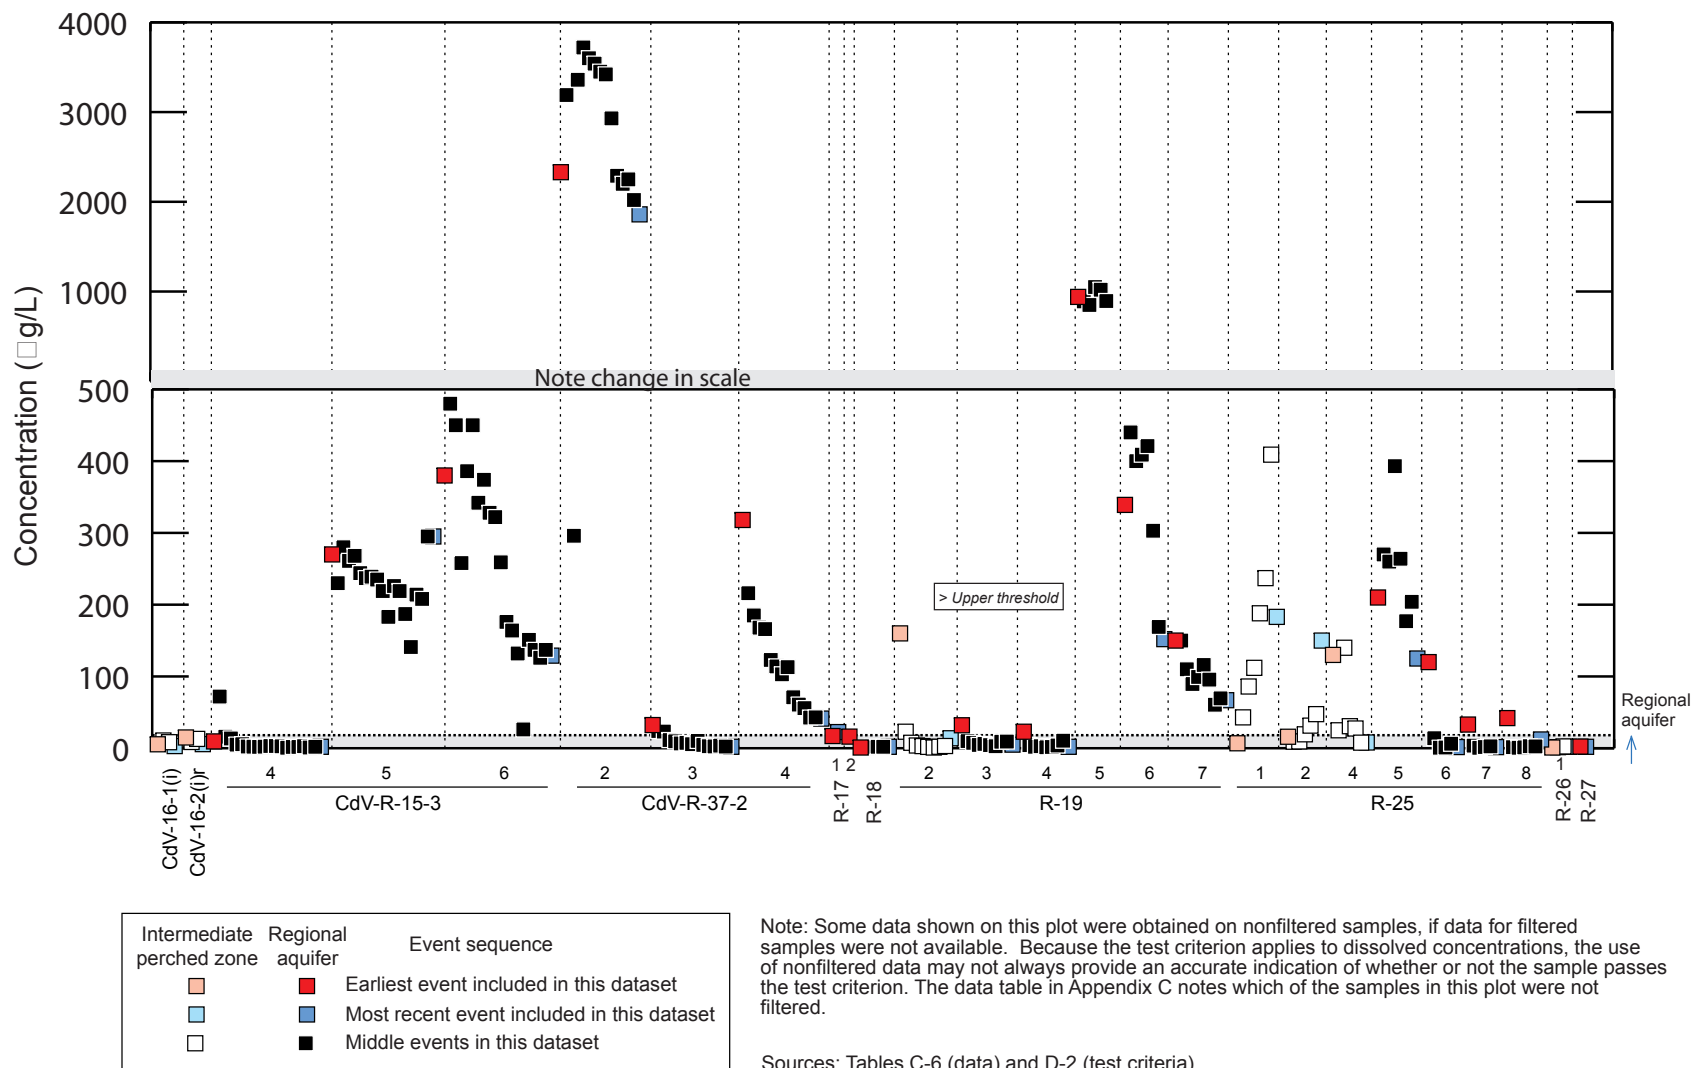 4000
3000
2000
1000
Concentration (□g/L)
Note change in scale
500
400
300
200
100
0
> Upper threshold
Regional
aquifer
4 5 6 2 3 4 1 2 2 3 4 5 6 7 1 2 4 5 6 7 8 1
CdV-16-1(i) CdV-16-2(i)r CdV-R-15-3 CdV-R-37-2 R-17 R-18 R-19 R-25 R-26 R-27
Intermediate perched zone
Regional aquifer
Event sequence
Earliest event included in this dataset
Most recent event included in this dataset
Middle events in this dataset
Note: Some data shown on this plot were obtained on nonfiltered samples, if data for filtered
samples were not available. Because the test criterion applies to dissolved concentrations, the use
of nonfiltered data may not always provide an accurate indication of whether or not the sample passes
the test criterion. The data table in Appendix C notes which of the samples in this plot were not
filtered.
Sources: Tables C-6 (data) and D-2 (test criteria)